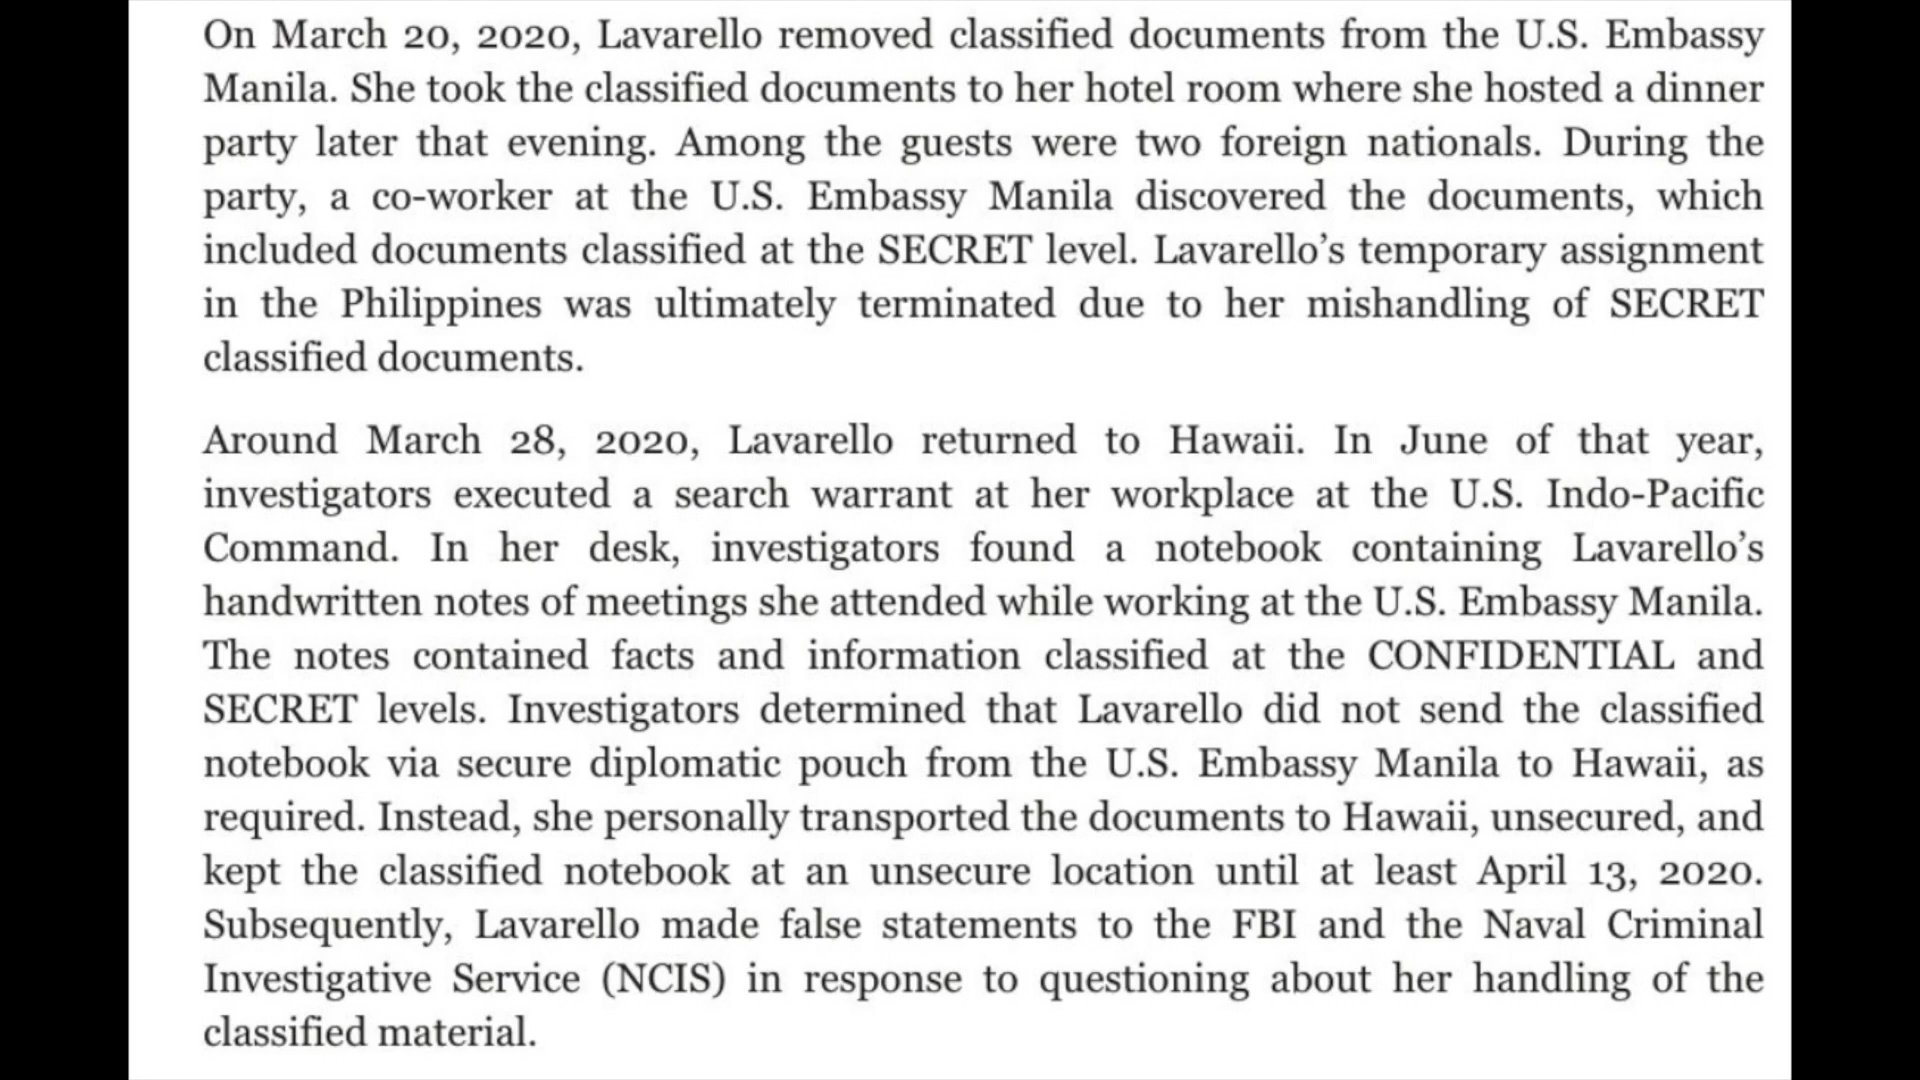 On March 20, 2020, Lavarello removed classified documents from the U.S. Embassy
Manila. She took the classified documents to her hotel room where she hosted a dinner
party later that evening. Among the guests were two foreign nationals. During the
party, a co-worker at the U.S. Embassy Manila discovered the documents, which
included documents classified at the SECRET level. Lavarello’s temporary assignment
in the Philippines was ultimately terminated due to her mishandling of SECRET
classified documents.
Around March 28, 2020, Lavarello returned to Hawaii. In June of that year,
investigators executed a search warrant at her workplace at the U.S. Indo-Pacific
Command. In her desk, investigators found a notebook containing Lavarello’s
handwritten notes of meetings she attended while working at the U.S. Embassy Manila.
The notes contained facts and information classified at the CONFIDENTIAL and
SECRET levels. Investigators determined that Lavarello did not send the classified
notebook via secure diplomatic pouch from the U.S. Embassy Manila to Hawaii, as
required. Instead, she personally transported the documents to Hawaii, unsecured, and
kept the classified notebook at an unsecure location until at least April 13, 2020.
Subsequently, Lavarello made false statements to the FBI and the Naval Criminal
Investigative Service (NCIS) in response to questioning about her handling of the
classified material.